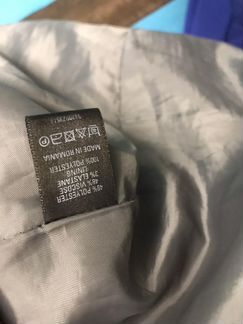 49% POLYESTER
48% VISCOSE
3% ELASTANE
LINING
100% POLYESTER
MADE IN ROMANIA